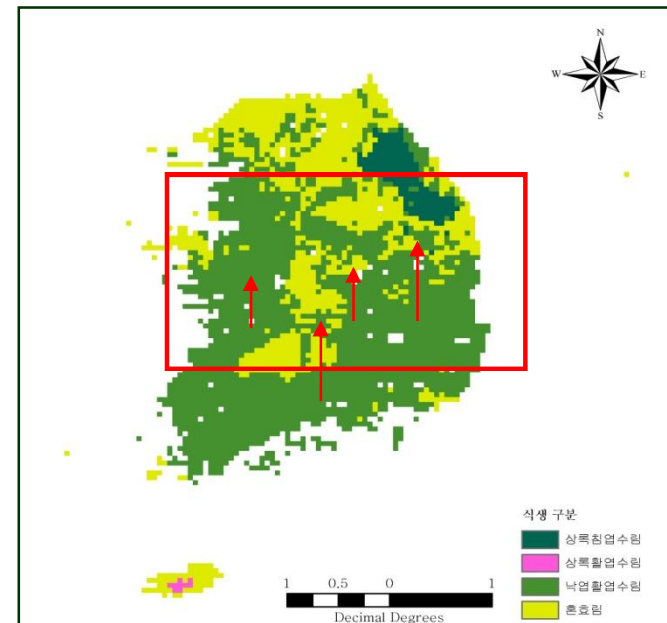 N
W E
S
식생 구분
상록침엽수림
상록활엽수림
낙엽활엽수림
혼효림
1 0.5 0 1
Decimal Degrees